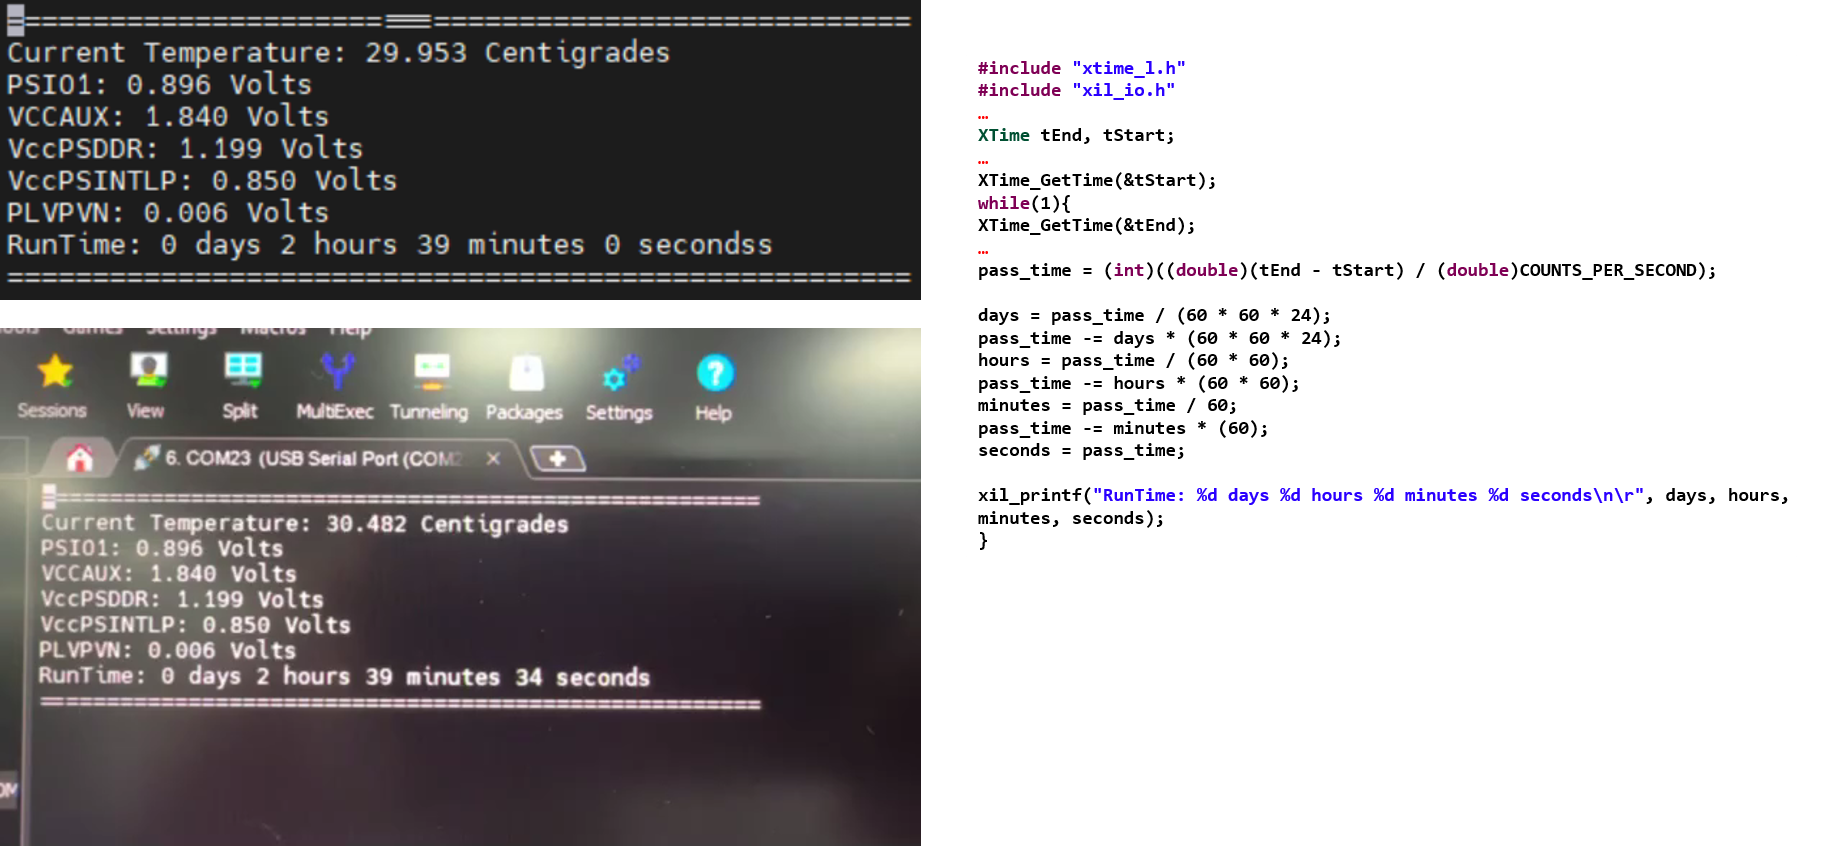 =====================================================
Current Temperature: 29.953 Centigrades
PSIO1: 0.896 Volts
VCCAUX: 1.840 Volts
VccPSDDR: 1.199 Volts
VccPSINTLP: 0.850 Volts
PLVPVN: 0.006 Volts
RunTime: 0 days 2 hours 39 minutes 0 secondss
=====================================================
Games Settings Macros Help
Sessions View Split MultiExec Tunneling Packages Settings Help
6. COM23 (USB Serial Port (COM2
=====================================================
Current Temperature: 30.482 Centigrades
PSIO1: 0.896 Volts
VCCAUX: 1.840 Volts
VccPSDDR: 1.199 Volts
VccPSINTLP: 0.850 Volts
PLVPVN: 0.006 Volts
RunTime: 0 days 2 hours 39 minutes 34 seconds
=====================================================
#include "xtime_l.h"
#include "xil_io.h"
…
XTime tEnd, tStart;
…
XTime_GetTime(&tStart);
while(1){
XTime_GetTime(&tEnd);
…
pass_time = (int)((double)(tEnd - tStart) / (double)COUNTS_PER_SECOND);
days = pass_time / (60 * 60 * 24);
pass_time -= days * (60 * 60 * 24);
hours = pass_time / (60 * 60);
pass_time -= hours * (60 * 60);
minutes = pass_time / 60;
pass_time -= minutes * (60);
seconds = pass_time;
xil_printf("RunTime: %d days %d hours %d minutes %d seconds\n\r", days, hours,
minutes, seconds);
}